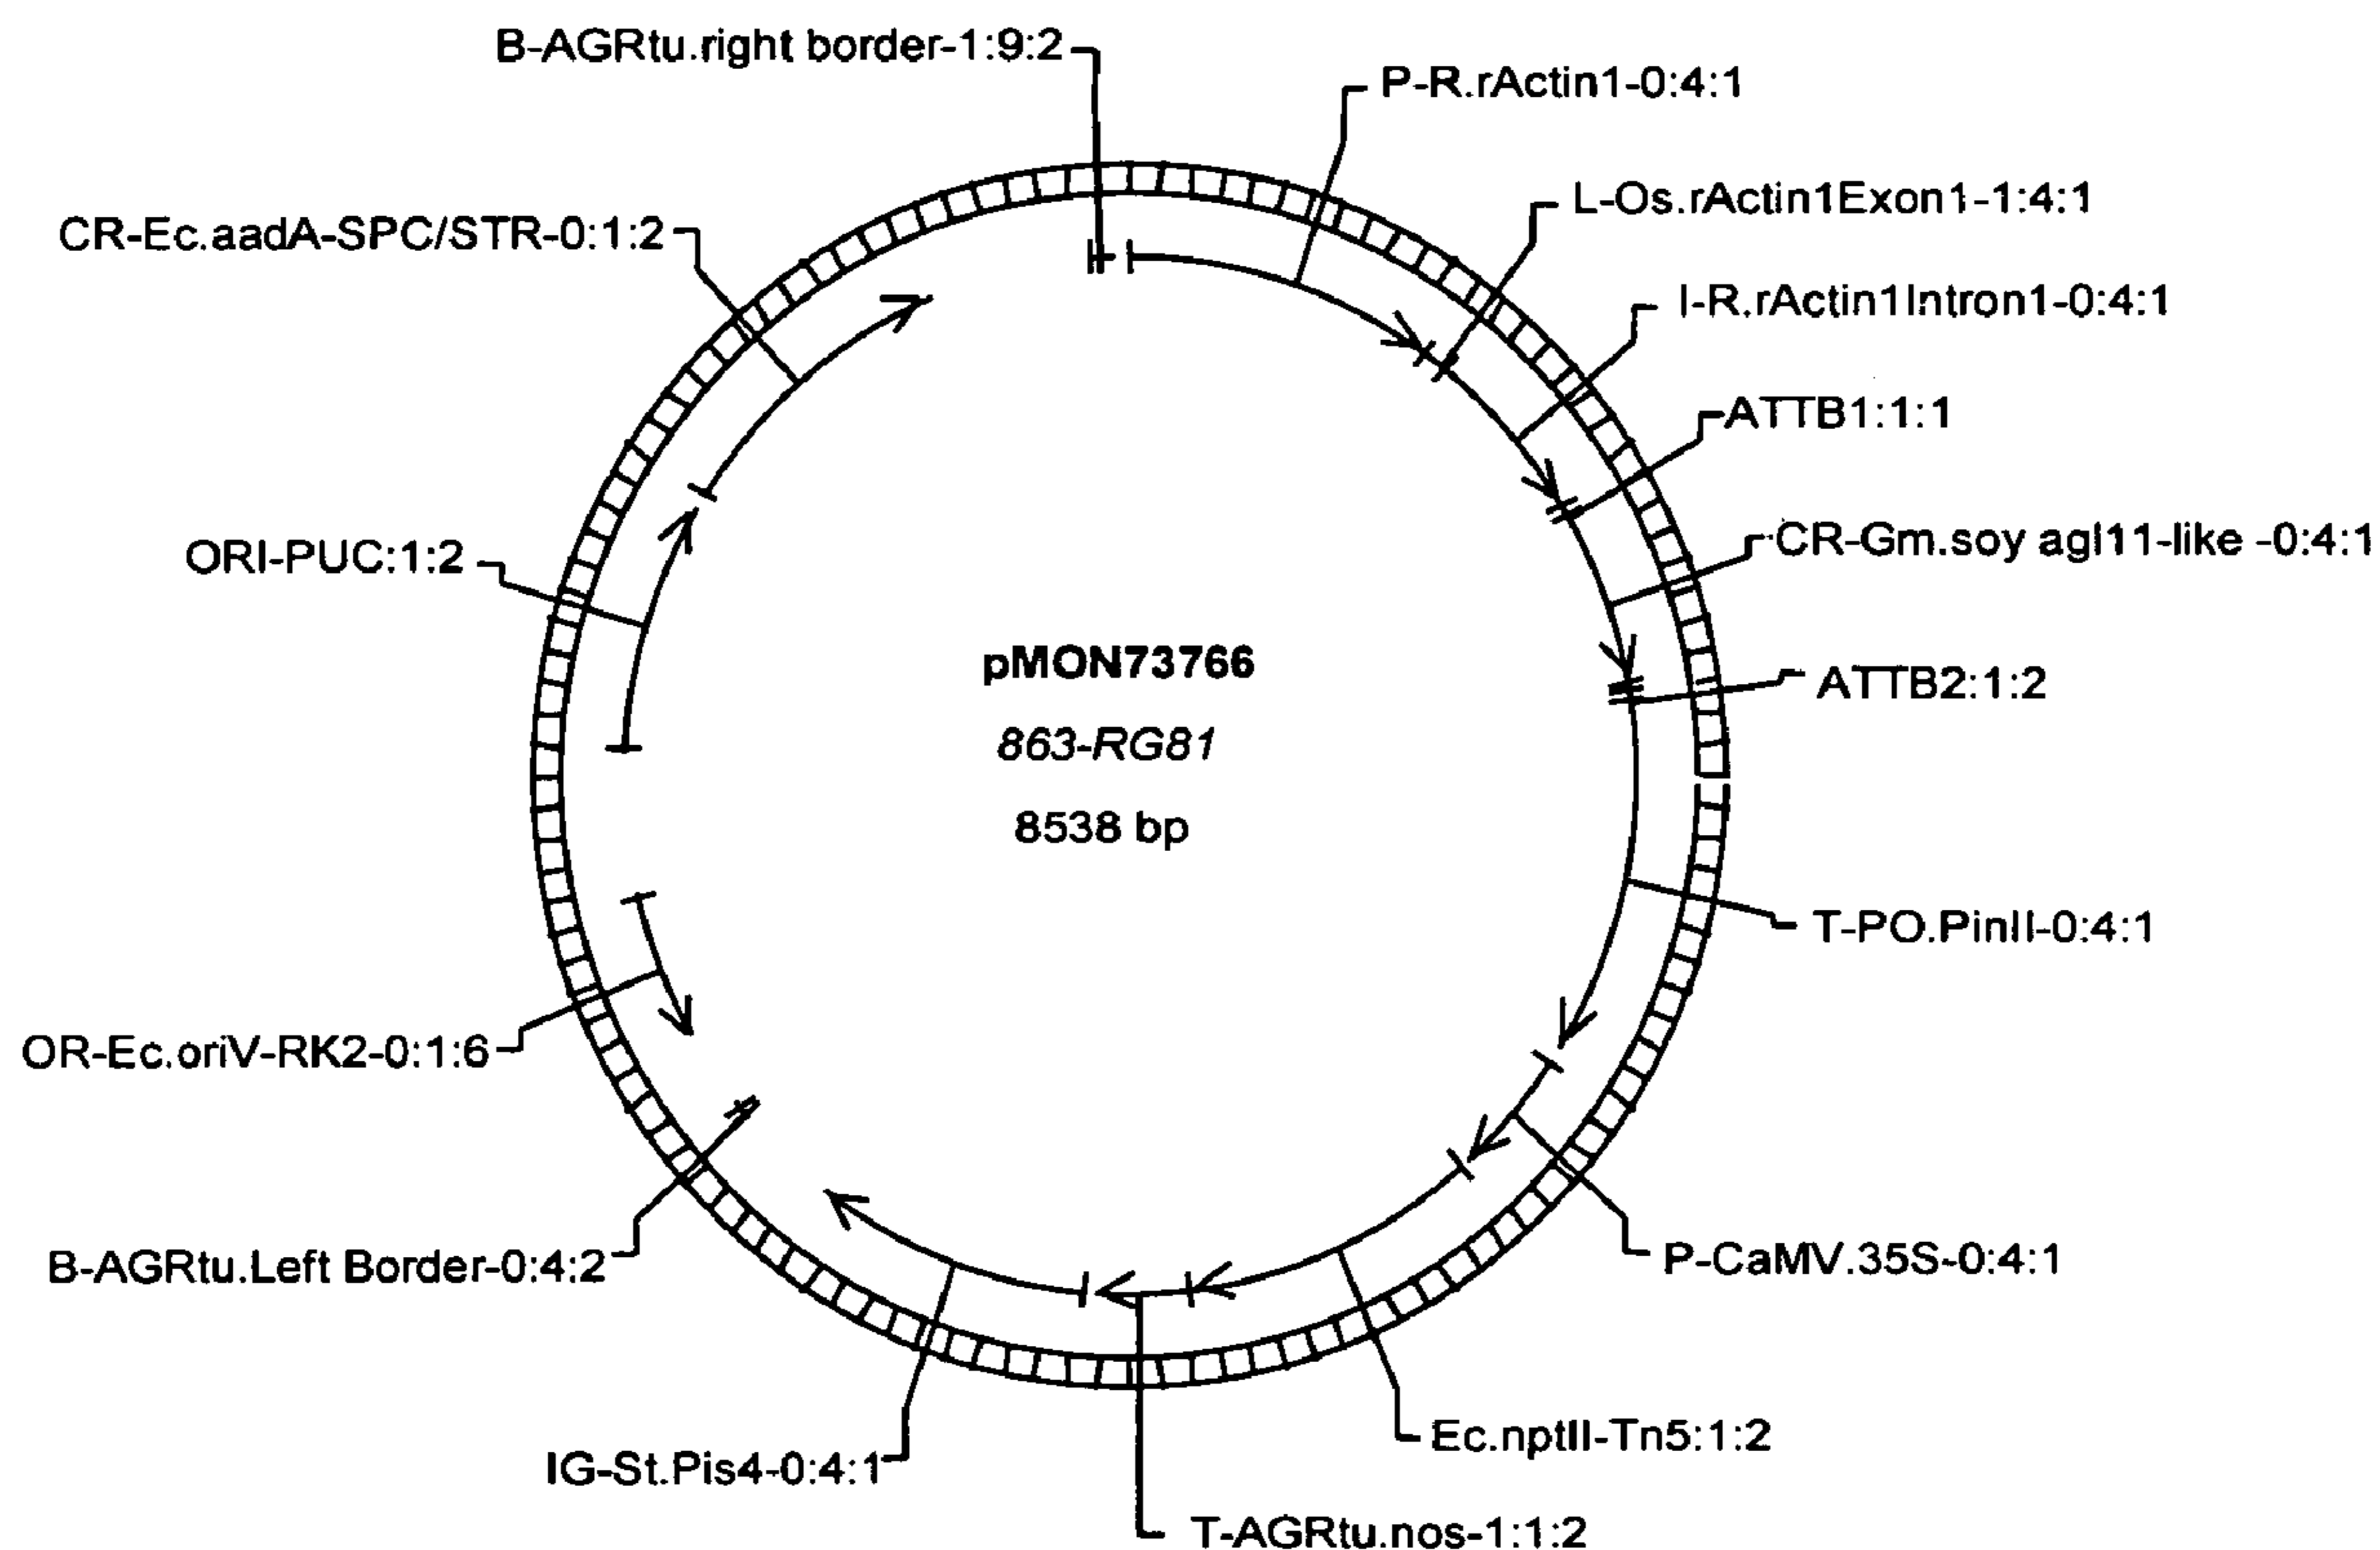 B-AGRtu.right border-1:9:2
P-R.rActin1-0:4:1
L-Os.rActin1Exon1-1:4:1
CR-Ec.aadA-SPC/STR-0:1:2
I-R.rActin1Intron1-0:4:1
ATTB1:1:1
CR-Gm.soy agl11-like -0:4:1
ORI-PUC:1:2
pMON73766
863-RG81
8538 bp
ATTB2:1:2
T-PO.PinII-0:4:1
OR-Ec.oriV-RK2-0:1:6
B-AGRtu.Left Border-0:4:2
P-CaMV.35S-0:4:1
Ec.nptII-Tn5:1:2
IG-St.Pis4-0:4:1
T-AGRtu.nos-1:1:2